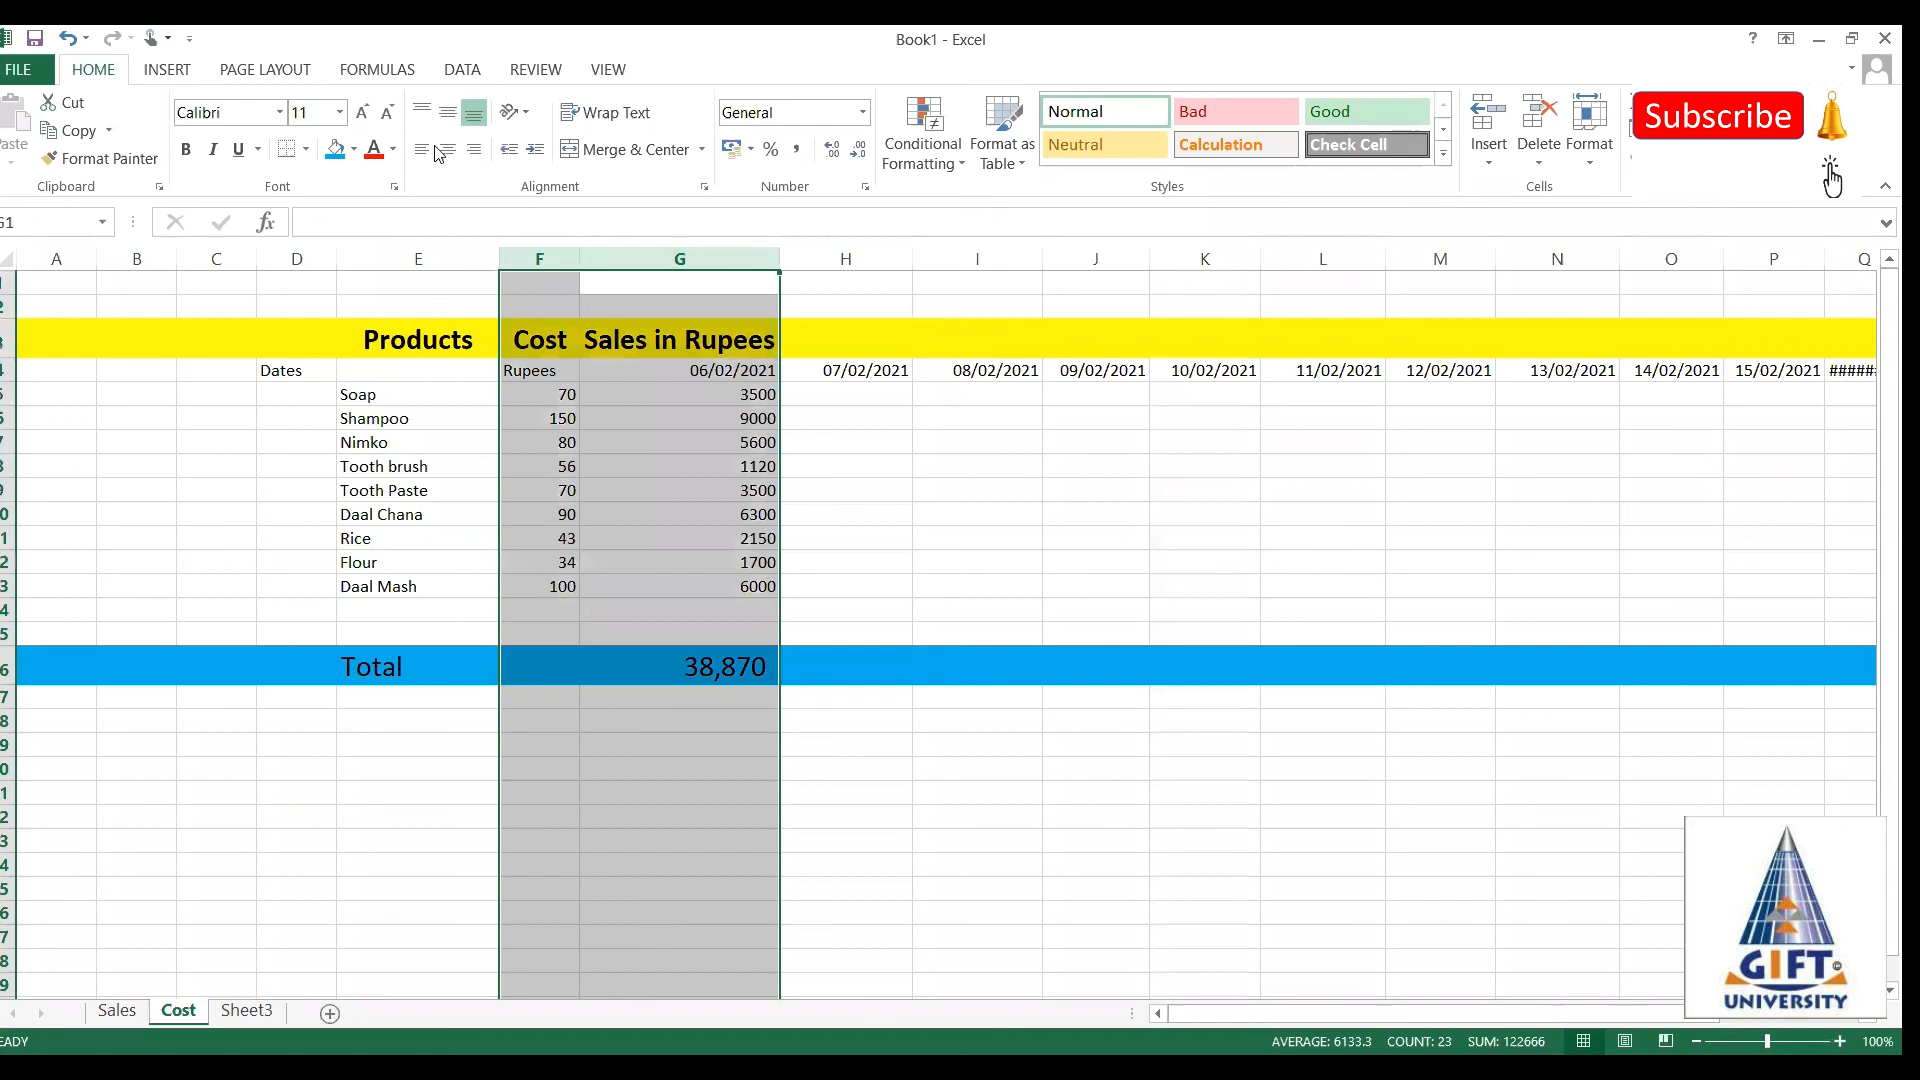 Book1 - Excel
?
FILE HOME INSERT PAGE LAYOUT FORMULAS DATA REVIEW VIEW
Cut
Copy
Format Painter
Clipboard
Calibri 11
B I U
Font
Wrap Text
Merge & Center
Alignment
General
%
Number
Conditional Formatting
Format as Table
Normal Bad Good
Neutral Calculation Check Cell
Styles
Insert Delete Format
Cells
Subscribe
fx
A B C D E F G H I J K L M N O P Q
Products Cost Sales in Rupees
Dates Rupees 06/02/2021 07/02/2021 08/02/2021 09/02/2021 10/02/2021 11/02/2021 12/02/2021 13/02/2021 14/02/2021 15/02/2021 ######
Soap 70 3500
Shampoo 150 9000
Nimko 80 5600
Tooth brush 56 1120
Tooth Paste 70 3500
Daal Chana 90 6300
Rice 43 2150
Flour 34 1700
Daal Mash 100 6000
Total 38,870
GIFT
UNIVERSITY
Sales Cost Sheet3
EADY AVERAGE: 6133.3 COUNT: 23 SUM: 122666 100%